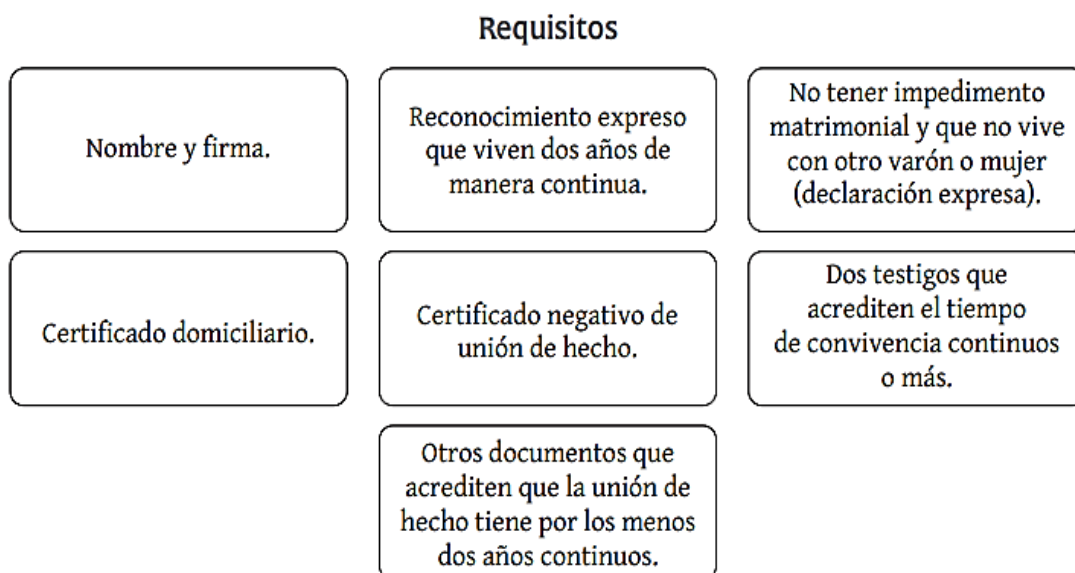 Requisitos
Nombre y firma.
Reconocimiento expreso
que viven dos años de
manera continua.
No tener impedimento
matrimonial y que no vive
con otro varón o mujer
(declaración expresa).
Certificado domiciliario.
Certificado negativo de
unión de hecho.
Dos testigos que
acrediten el tiempo
de convivencia continuos
o más.
Otros documentos que
acrediten que la unión de
hecho tiene por los menos
dos años continuos.